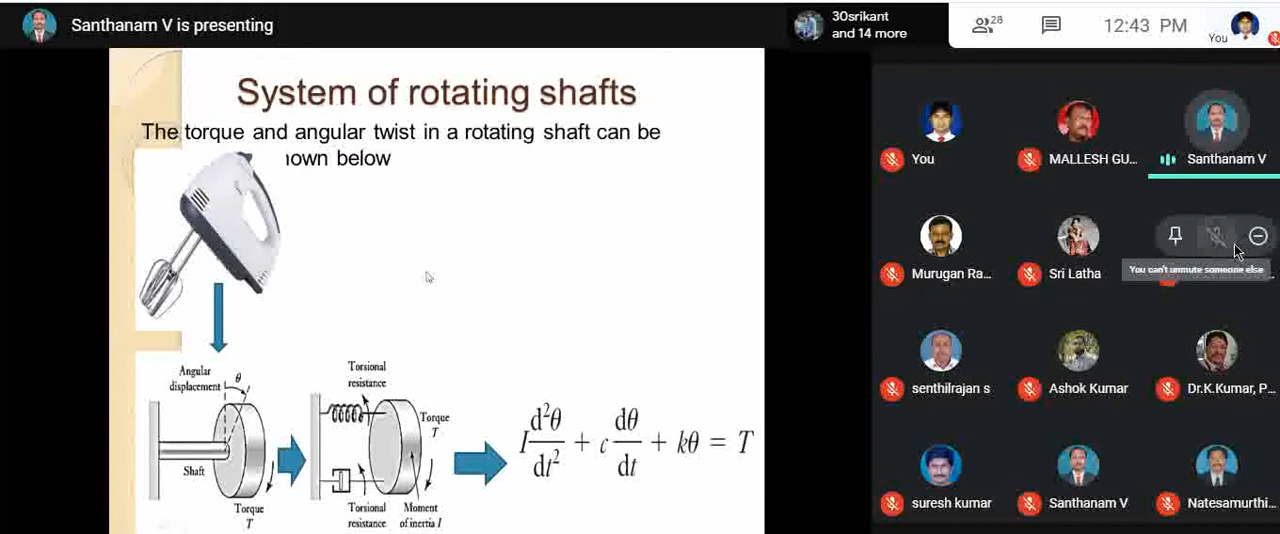 Santhanam V is presenting
30srikant
and 14 more
28
12:43 PM
You
System of rotating shafts
The torque and angular twist in a rotating shaft can be
hown below
Angular
displacement
θ
Shaft
Torque
T
Torsional
resistance
Torque
T
Torsional
resistance
Moment
of inertia I
I d²θ/dt² + c dθ/dt + kθ = T
You
MALLESH GU...
Santhanam V
Murugan Ra...
Sri Latha
You can't unmute someone else
senthilrajan s
Ashok Kumar
Dr.K.Kumar, P...
suresh kumar
Santhanam V
Natesamurthi...